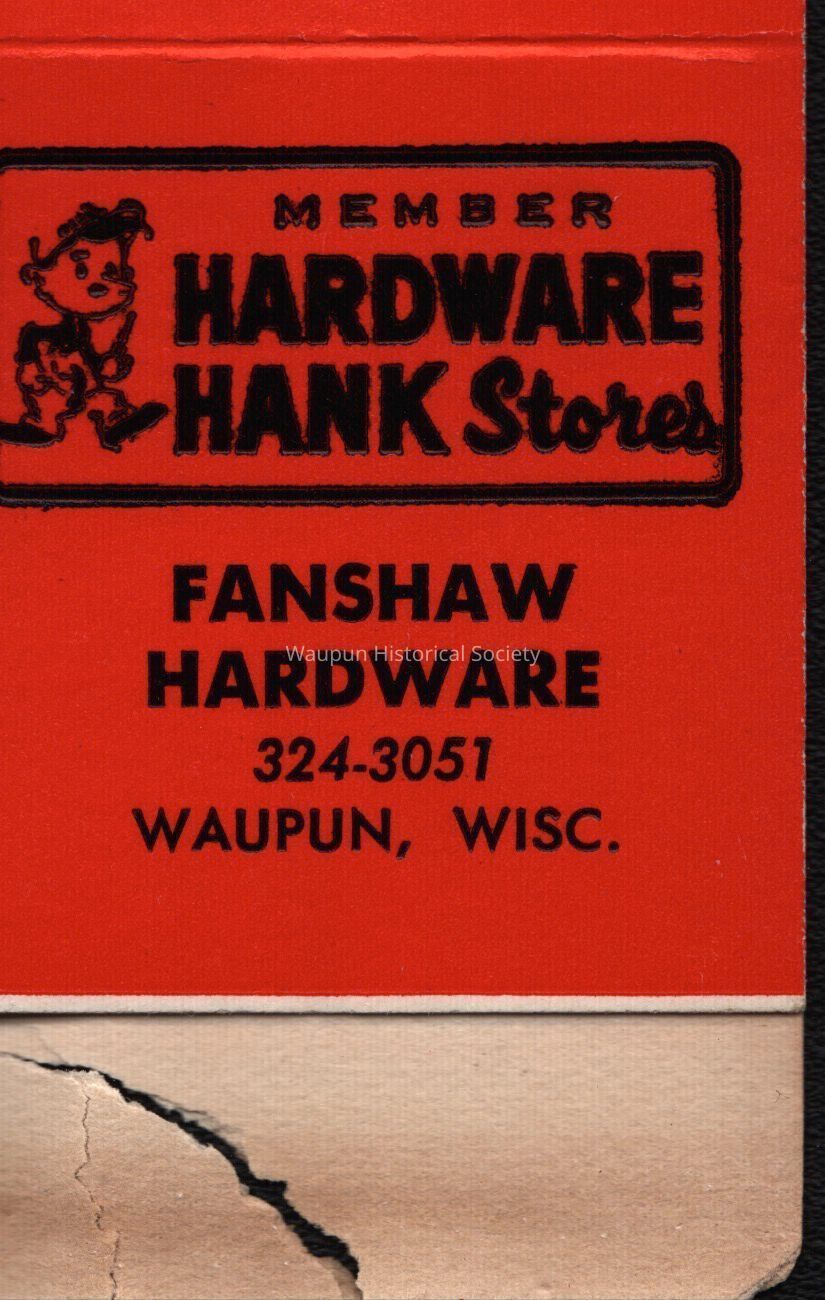 MEMBER
HARDWARE
HANK Stores
FANSHAW
Waupun Historical Society
HARDWARE
324-3051
WAUPUN, WISC.